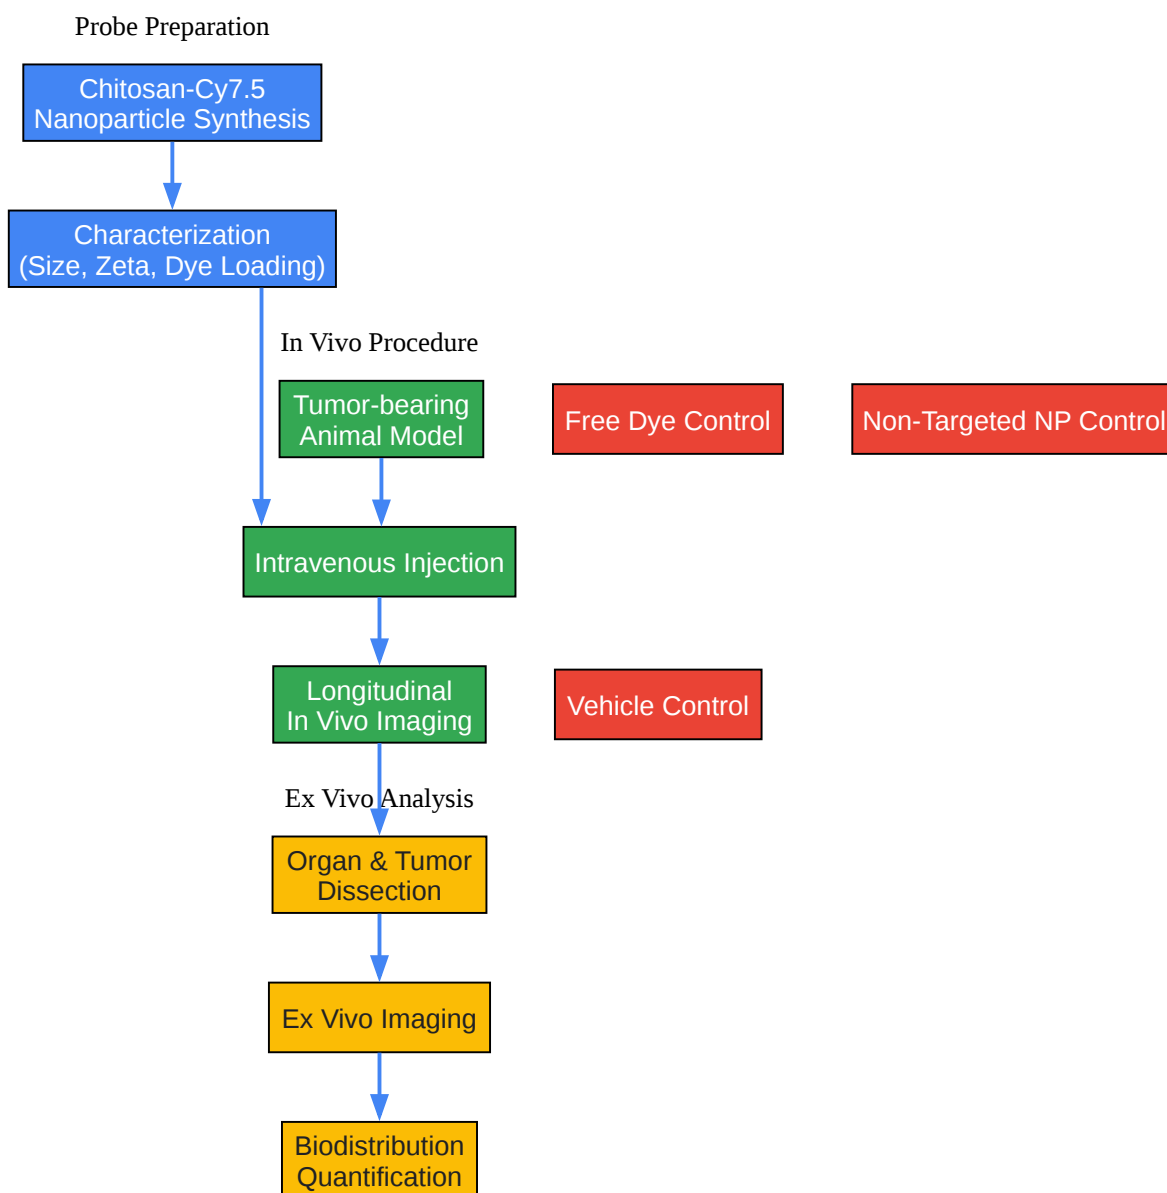 Probe Preparation
Chitosan-Cy7.5
Nanoparticle Synthesis
Characterization
(Size, Zeta, Dye Loading)
In Vivo Procedure
Tumor-bearing
Animal Model
Free Dye Control
Non-Targeted NP Control
Intravenous Injection
Longitudinal
In Vivo Imaging
Vehicle Control
Ex Vivo Analysis
Organ & Tumor
Dissection
Ex Vivo Imaging
Biodistribution
Quantification